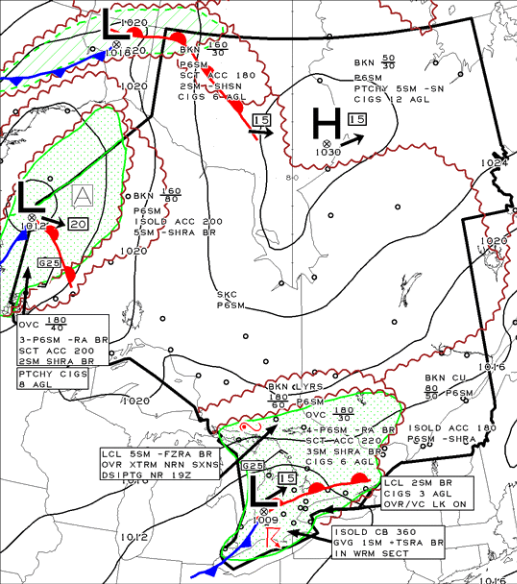 L
1020
1016
BKN 160/30
P6SM
SCT ACC 180
2SM -SHSN
CIGS 6 AGL
BKN 50/30
P6SM
PTCHY 5SM -SN
CIGS 12 AGL
1020
15
H
15
1030
1024
80
A
L
1012
20
BKN 160/80
P6SM
ISOLD ACC 200
5SM -SHRA BR
1020
1020
G25
SKC
P6SM
OVC 180/40
3-P6SM -RA BR
SCT ACC 200
2SM SHRA BR
PTCHY CIGS
8 AGL
1016
BKN LYRS
180/60 P6SM
BKN CU
80/50 P6SM
1020
OVC 180/30
4-P6SM -RA BR
SCT ACC 220
3SM SHRA BR
CIGS 6 AGL
ISOLD ACC 180
P6SM -SHRA
LCL 5SM -FZRA BR
OVR XTRM NRN SXNS
DSIPTG NR 19Z
G25
15
L
1009
LCL 2SM BR
CIGS 3 AGL
OVR/VC LK ON
1016
1012
ISOLD CB 360
GVG 1SM +TSRA BR
IN WRM SECT
1016